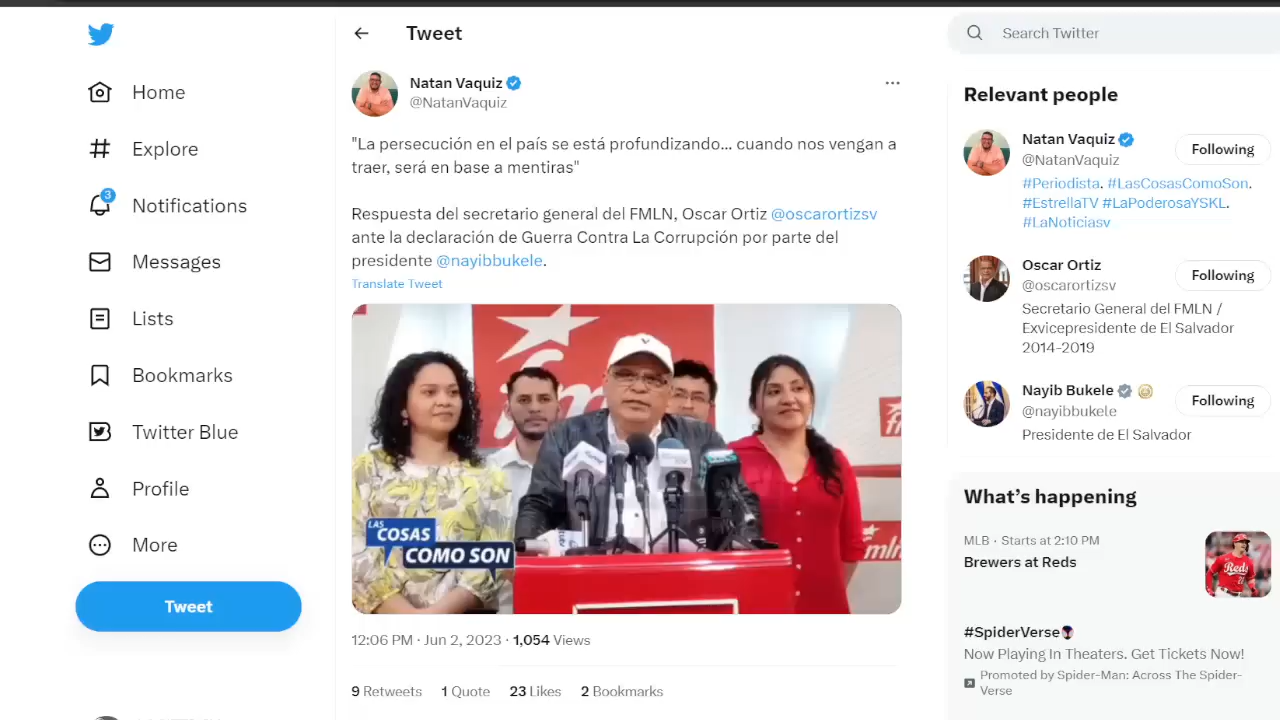 Tweet
Search Twitter
Home
Explore
3
Notifications
Messages
Lists
Bookmarks
Twitter Blue
Profile
More
Tweet
Natan Vaquiz
@NatanVaquiz
"La persecución en el país se está profundizando... cuando nos vengan a
traer, será en base a mentiras"
Respuesta del secretario general del FMLN, Oscar Ortiz @oscarortizsv
ante la declaración de Guerra Contra La Corrupción por parte del
presidente @nayibbukele.
Translate Tweet
LAS
COSAS
COMO SON
12:06 PM · Jun 2, 2023 · 1,054 Views
9 Retweets 1 Quote 23 Likes 2 Bookmarks
Relevant people
Natan Vaquiz
@NatanVaquiz
Following
#Periodista. #LasCosasComoSon.
#EstrellaTV #LaPoderosaYSKL.
#LaNoticiasv
Oscar Ortiz
@oscarortizsv
Following
Secretario General del FMLN /
Exvicepresidente de El Salvador
2014-2019
Nayib Bukele
@nayibbukele
Following
Presidente de El Salvador
What's happening
MLB · Starts at 2:10 PM
Brewers at Reds
Reds
#SpiderVerse
Now Playing In Theaters. Get Tickets Now!
Promoted by Spider-Man: Across The Spider-
Verse